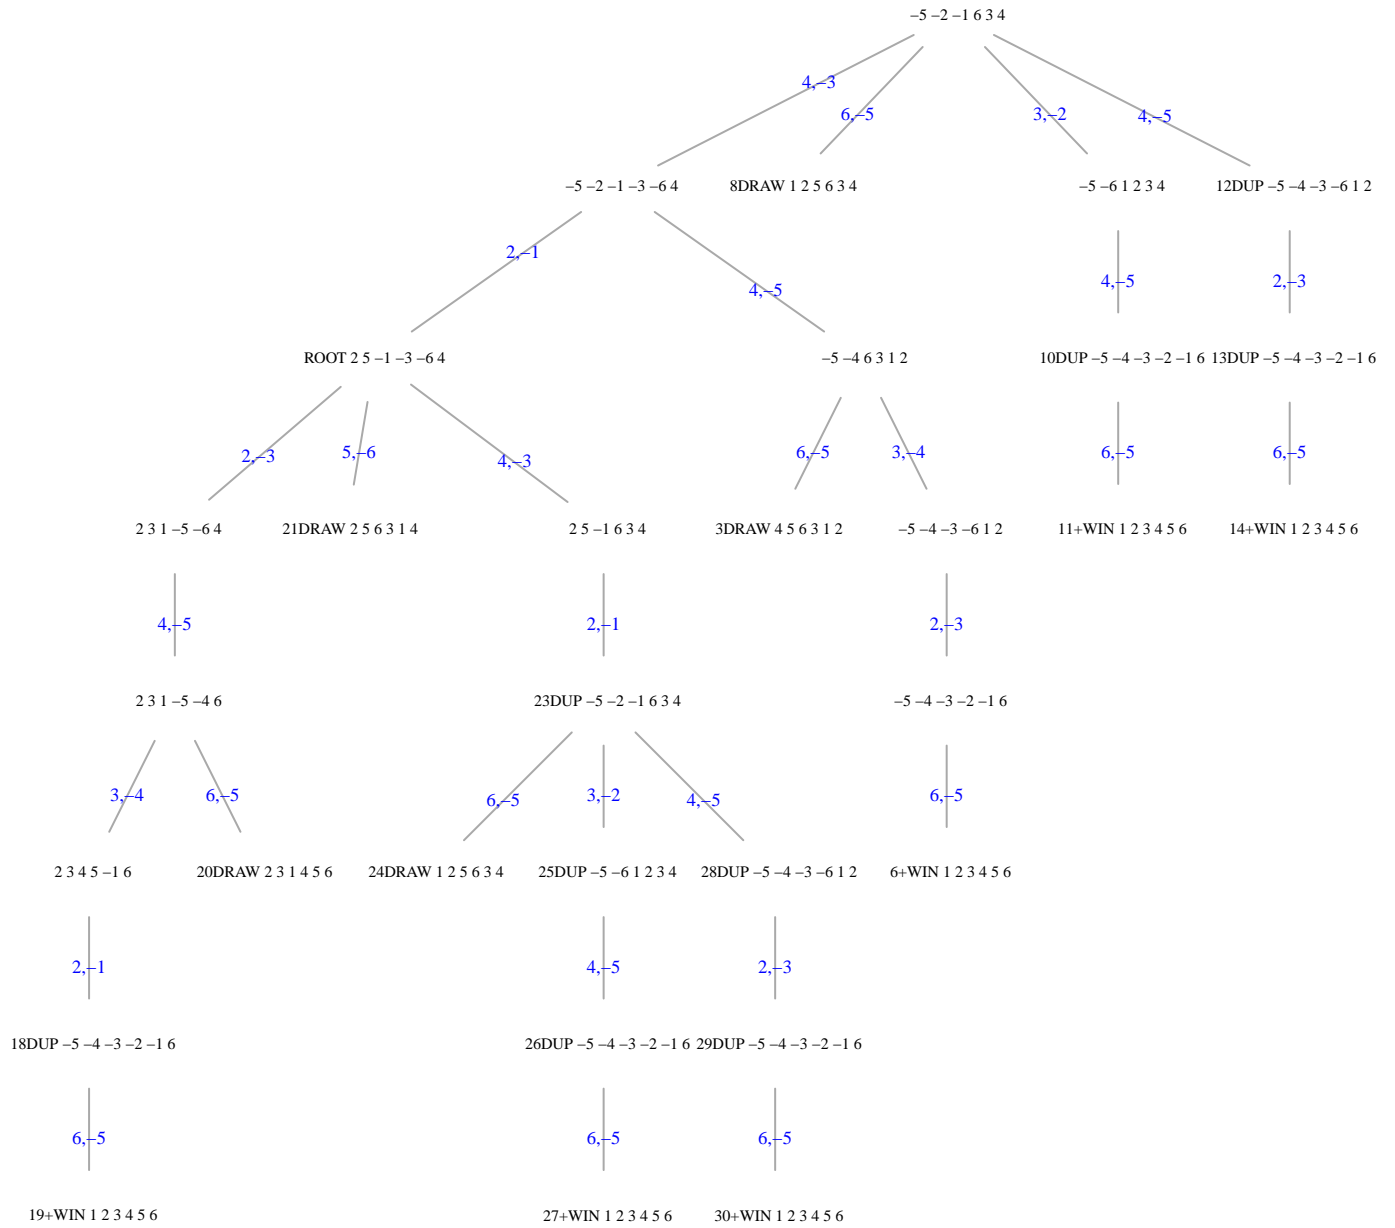 –5 –2 –1 6 3 4
4,–3
6,–5
3,–2
4,–5
–5 –2 –1 –3 –6 4
8DRAW 1 2 5 6 3 4
–5 –6 1 2 3 4
12DUP –5 –4 –3 –6 1 2
2,–1
4,–5
4,–5
2,–3
ROOT 2 5 –1 –3 –6 4
–5 –4 6 3 1 2
10DUP –5 –4 –3 –2 –1 6
13DUP –5 –4 –3 –2 –1 6
2,–3
5,–6
4,–3
6,–5
3,–4
6,–5
6,–5
2 3 1 –5 –6 4
21DRAW 2 5 6 3 1 4
2 5 –1 6 3 4
3DRAW 4 5 6 3 1 2
–5 –4 –3 –6 1 2
11+WIN 1 2 3 4 5 6
14+WIN 1 2 3 4 5 6
4,–5
2,–1
2,–3
2 3 1 –5 –4 6
23DUP –5 –2 –1 6 3 4
–5 –4 –3 –2 –1 6
3,–4
6,–5
6,–5
3,–2
4,–5
6,–5
2 3 4 5 –1 6
20DRAW 2 3 1 4 5 6
24DRAW 1 2 5 6 3 4
25DUP –5 –6 1 2 3 4
28DUP –5 –4 –3 –6 1 2
6+WIN 1 2 3 4 5 6
2,–1
4,–5
2,–3
18DUP –5 –4 –3 –2 –1 6
26DUP –5 –4 –3 –2 –1 6
29DUP –5 –4 –3 –2 –1 6
6,–5
6,–5
6,–5
19+WIN 1 2 3 4 5 6
27+WIN 1 2 3 4 5 6
30+WIN 1 2 3 4 5 6